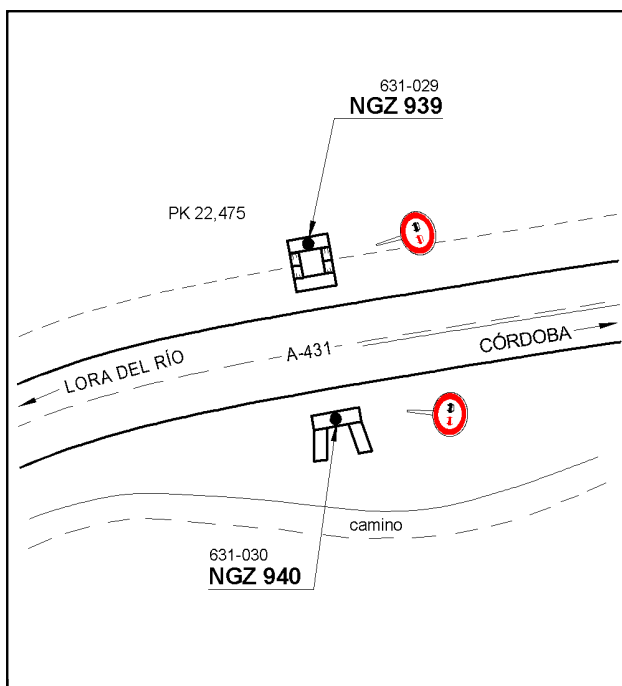 631-029
NGZ 939
PK 22,475
LORA DEL RÍO
A-431
CÓRDOBA
camino
631-030
NGZ 940